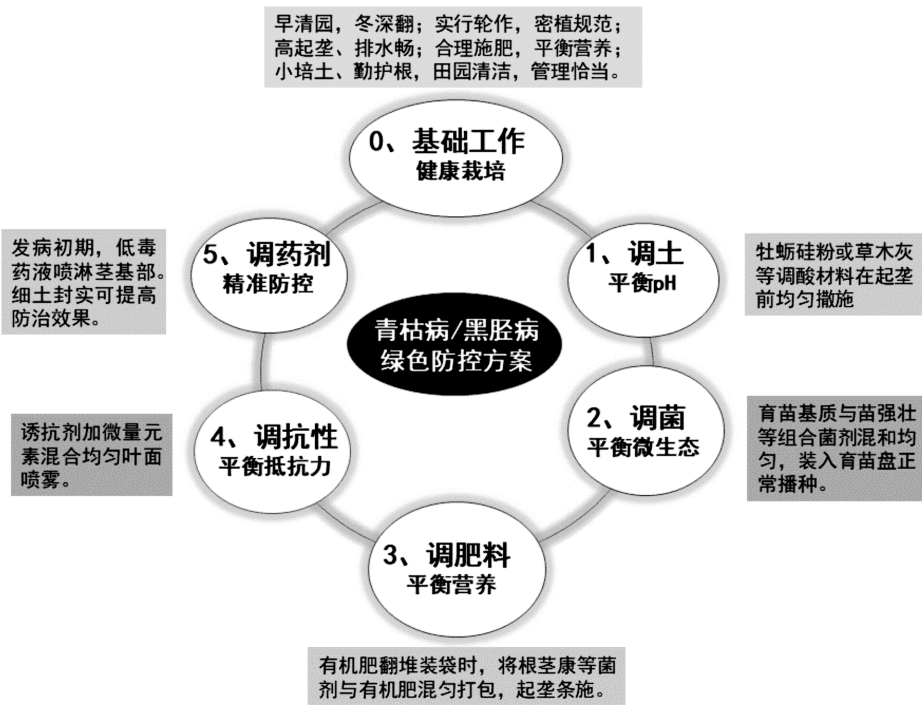 早清园，冬深翻；实行轮作，密植规范；
高起垄、排水畅；合理施肥，平衡营养；
小培土、勤护根，田园清洁，管理恰当。
0、基础工作
健康栽培
5、调药剂
精准防控
发病初期，低毒
药液喷淋茎基部。
细土封实可提高
防治效果。
1、调土
平衡pH
牡蛎硅粉或草木灰
等调酸材料在起垄
前均匀撒施
青枯病/黑胫病
绿色防控方案
4、调抗性
平衡抵抗力
诱抗剂加微量元
素混合均匀叶面
喷雾。
2、调菌
平衡微生态
育苗基质与苗强壮
等组合菌剂混和均
匀，装入育苗盘正
常播种。
3、调肥料
平衡营养
有机肥翻堆装袋时，将根茎康等菌
剂与有机肥混匀打包，起垄条施。